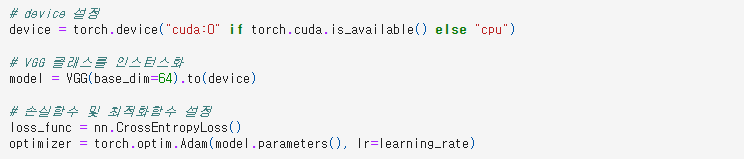 # device 설정
device = torch.device("cuda:0" if torch.cuda.is_available() else "cpu")
# VGG 클래스를 인스턴스화
model = VGG(base_dim=64).to(device)
# 손실함수 및 최적화함수 설정
loss_func = nn.CrossEntropyLoss()
optimizer = torch.optim.Adam(model.parameters(), lr=learning_rate)